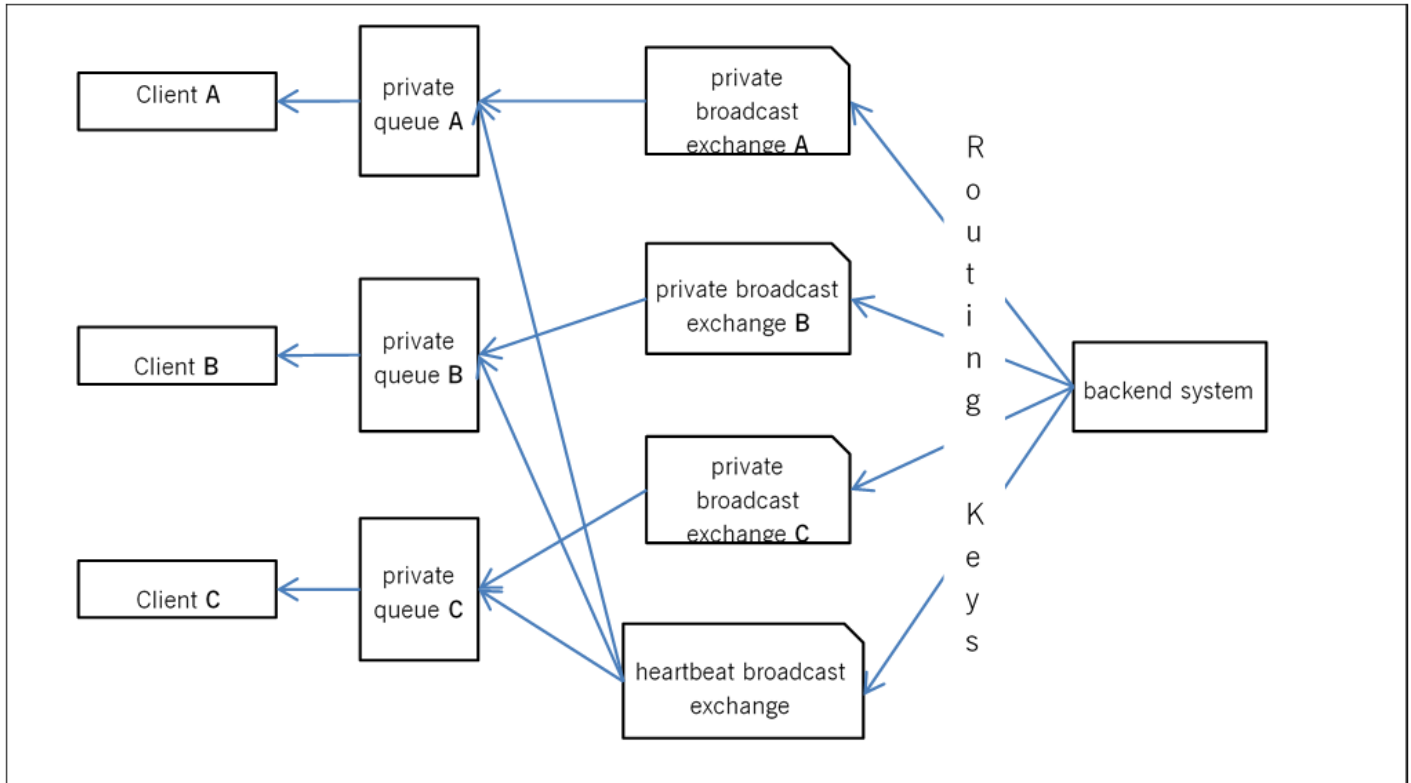 Client A
private
queue A
private
broadcast
exchange A
Client B
private
queue B
private broadcast
exchange B
Client C
private
queue C
private
broadcast
exchange C
heartbeat broadcast
exchange
R
o
u
t
i
n
g
K
e
y
s
backend system